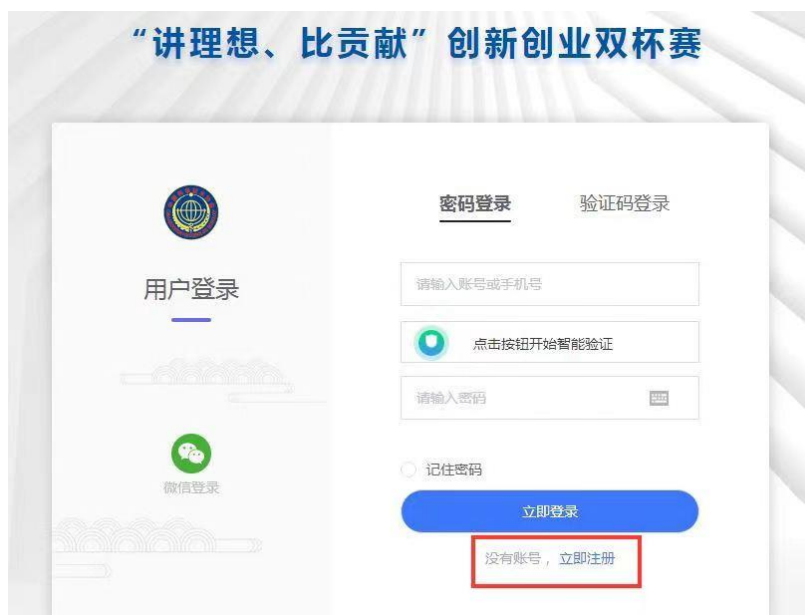 “讲理想、比贡献”创新创业双杯赛
用户登录
微信登录
密码登录 验证码登录
请输入账号或手机号
点击按钮开始智能验证
请输入密码
记住密码
立即登录
没有账号，立即注册